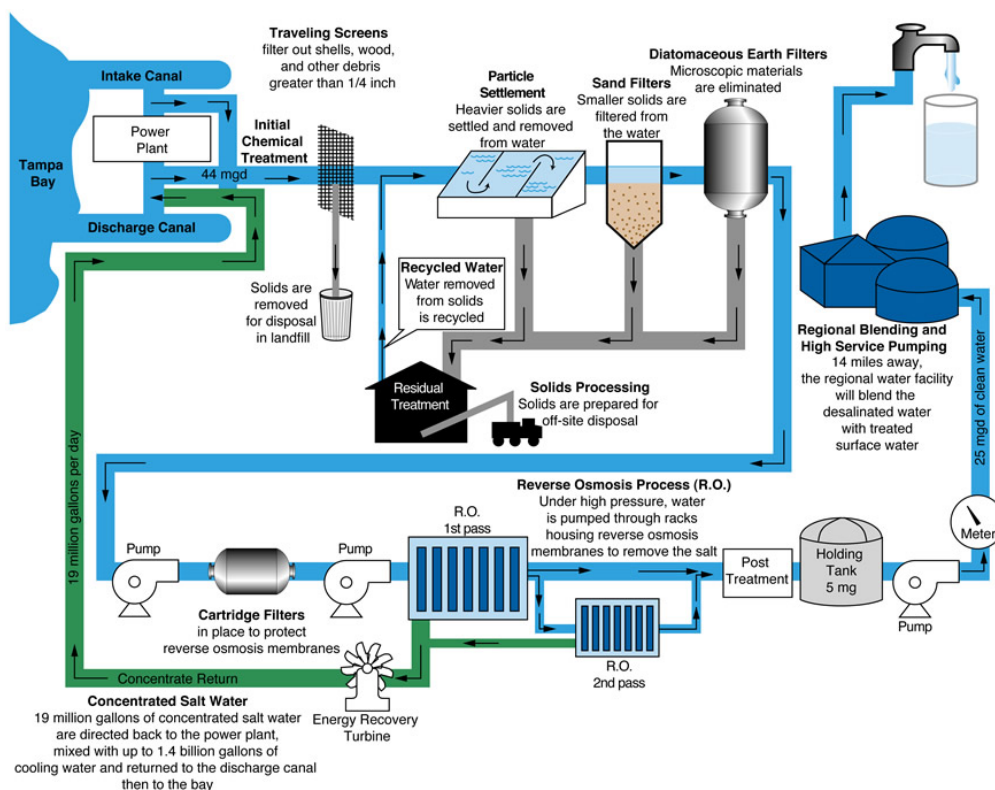 Traveling Screens
filter out shells, wood,
and other debris
greater than 1/4 inch
Intake Canal
Power
Plant
Tampa
Bay
Initial
Chemical
Treatment
44 mgd
Discharge Canal
Particle
Settlement
Heavier solids are
settled and removed
from water
Sand Filters
Smaller solids are
filtered from
the water
Diatomaceous Earth Filters
Microscopic materials
are eliminated
Solids are
removed
for disposal
in landfill
Recycled Water
Water removed
from solids
is recycled
Residual
Treatment
Solids Processing
Solids are prepared for
off-site disposal
Regional Blending and
High Service Pumping
14 miles away,
the regional water facility
will blend the
desalinated water
with treated
surface water
25 mgd of clean water
19 million gallons per day
Reverse Osmosis Process (R.O.)
Under high pressure, water
is pumped through racks
housing reverse osmosis
membranes to remove the salt
Pump
Cartridge Filters
in place to protect
reverse osmosis membranes
Pump
R.O.
1st pass
R.O.
2nd pass
Post
Treatment
Holding
Tank
5 mg
Pump
Meter
Concentrate Return
Energy Recovery
Turbine
Concentrated Salt Water
19 million gallons of concentrated salt water
are directed back to the power plant,
mixed with up to 1.4 billion gallons of
cooling water and returned to the discharge canal
then to the bay